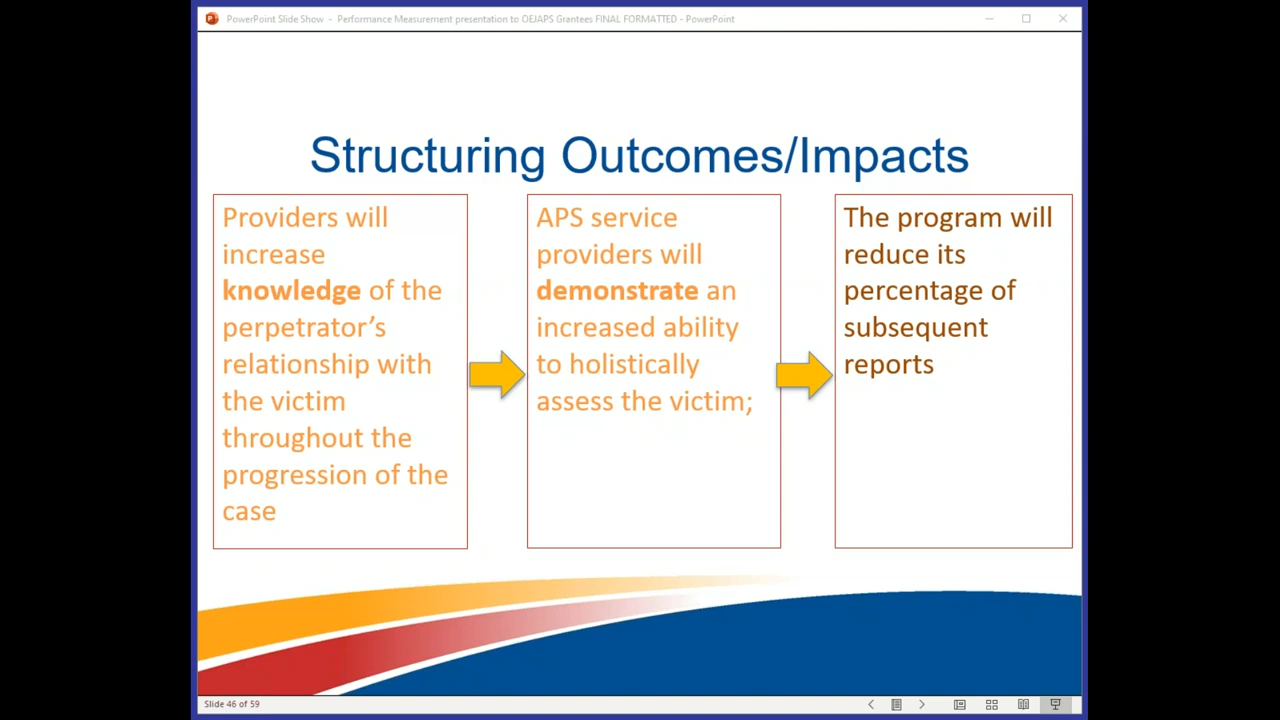 PowerPoint Slide Show - Performance Measurement presentation to OEJAPS Grantees FINAL FORMATTED - PowerPoint
Structuring Outcomes/Impacts
Providers will
increase
knowledge of the
perpetrator’s
relationship with
the victim
throughout the
progression of the
case
APS service
providers will
demonstrate an
increased ability
to holistically
assess the victim;
The program will
reduce its
percentage of
subsequent
reports
Slide 46 of 59